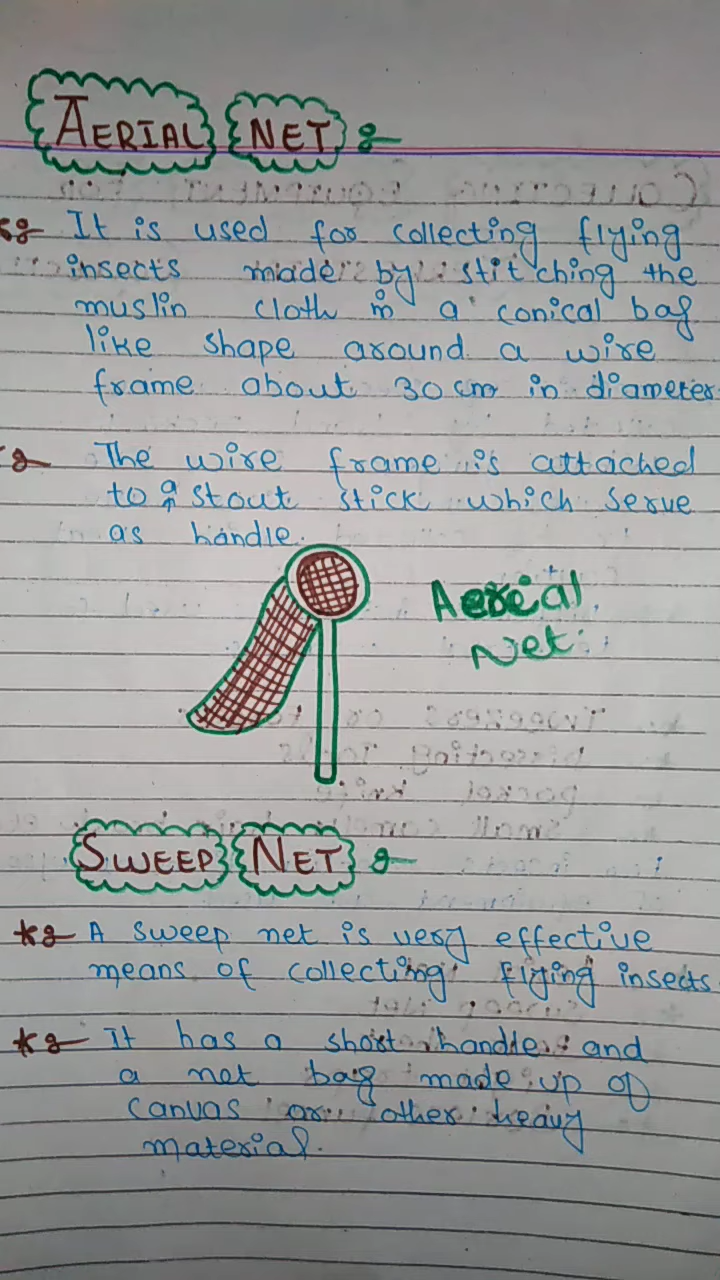 AERIAL NET :-
*:- It is used for collecting flying
insects made by stitching the
muslin cloth in a conical bag
like shape around a wire
frame about 30 cm in diameter
:- The wire frame is attached
to a stout stick which serve
as handle.
Aerial
Net
SWEEP NET :-
*:- A sweep net is very effective
means of collecting flying insects
*:- It has a short handle and
a net bag made up of
canvas or other heavy
material.